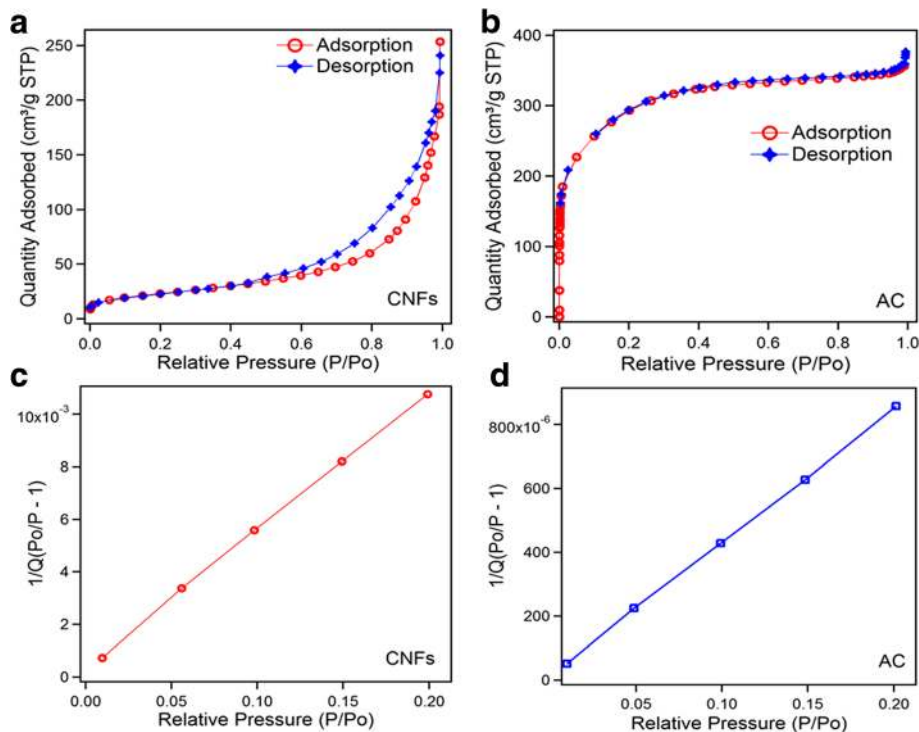 a
Quantity Adsorbed (cm³/g STP)
250
200
150
100
50
0
Adsorption
Desorption
CNFs
0.0 0.2 0.4 0.6 0.8 1.0
Relative Pressure (P/Po)
b
Quantity Adsorbed (cm³/g STP)
400
300
200
100
0
Adsorption
Desorption
AC
0.0 0.2 0.4 0.6 0.8 1.0
Relative Pressure (P/Po)
c
1/Q(Po/P - 1)
10x10⁻³
8
6
4
2
0
CNFs
0.00 0.05 0.10 0.15 0.20
Relative Pressure (P/Po)
d
1/Q(Po/P - 1)
800x10⁻⁶
600
400
200
0
AC
0.05 0.10 0.15 0.20
Relative Pressure (P/Po)